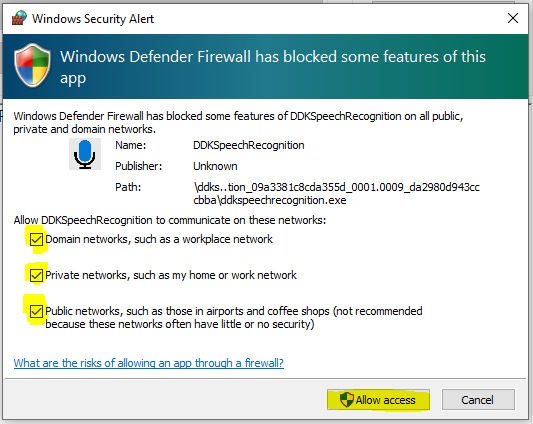 Windows Security Alert
Windows Defender Firewall has blocked some features of this
app
Windows Defender Firewall has blocked some features of DDKSpeechRecognition on all public,
private and domain networks.
Name: DDKSpeechRecognition
Publisher: Unknown
Path: \ddks..tion_09a3381c8cda355d_0001.0009_da2980d943cc
cbba\ddkspeechrecognition.exe
Allow DDKSpeechRecognition to communicate on these networks:
Domain networks, such as a workplace network
Private networks, such as my home or work network
Public networks, such as those in airports and coffee shops (not recommended
because these networks often have little or no security)
What are the risks of allowing an app through a firewall?
Allow access Cancel